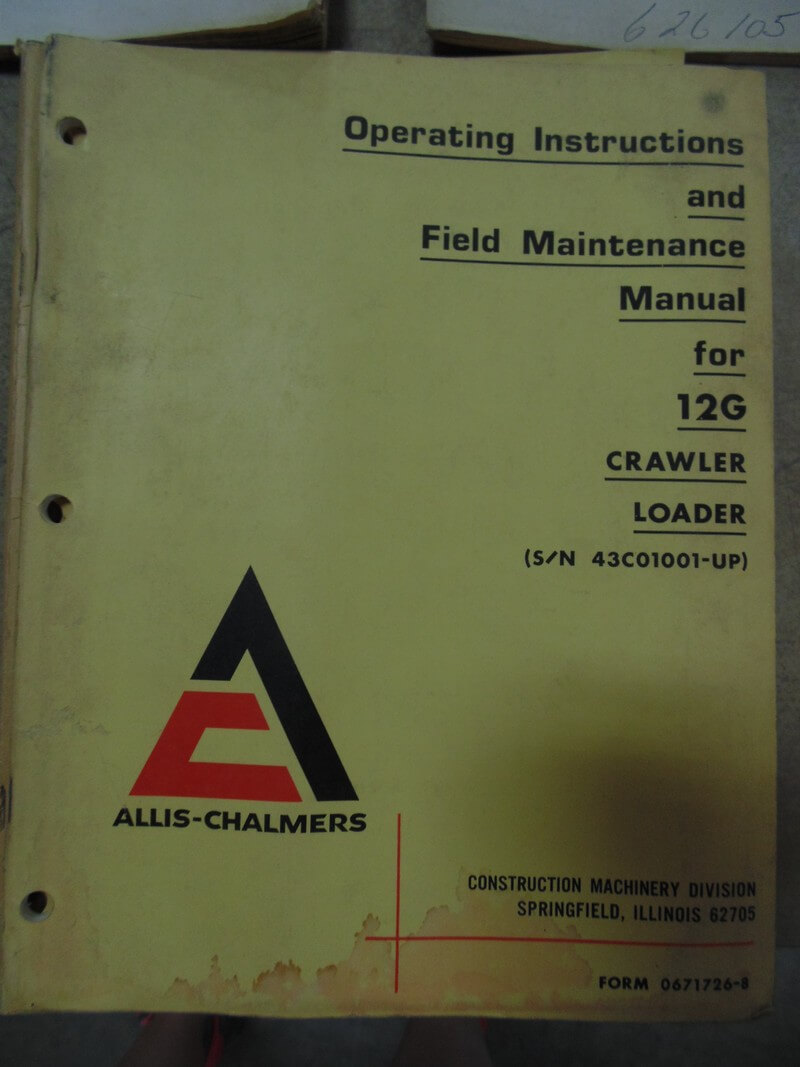 626105
Operating Instructions
and
Field Maintenance
Manual
for
12G
CRAWLER
LOADER
(S/N 43C01001-UP)
ALLIS-CHALMERS
CONSTRUCTION MACHINERY DIVISION
SPRINGFIELD, ILLINOIS 62705
FORM 0671726-8